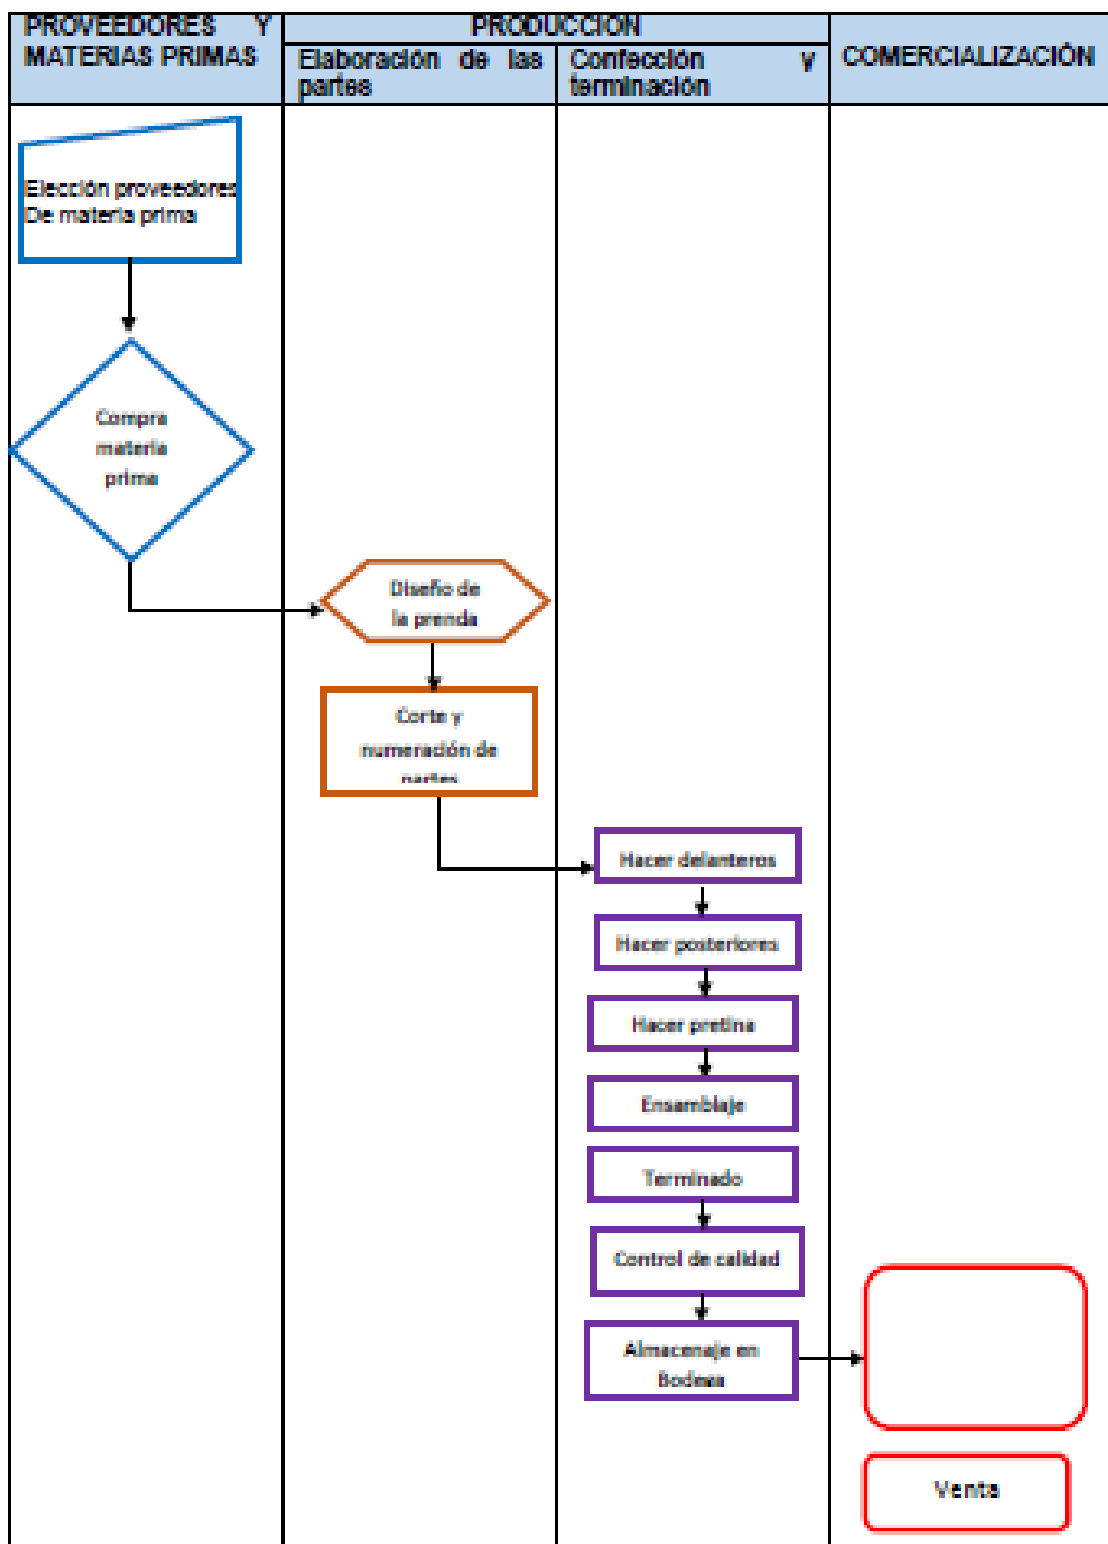 PROVEEDORES Y
MATERIAS PRIMAS
PRODUCCION
Elaboración de las
partes
Confección y
terminación
COMERCIALIZACIÓN
Elección proveedores
De materia prima
Compra
materia
prima
Diseño de
la prenda
Corte y
numeración de
partes
Hacer delanteros
Hacer posteriores
Hacer pretina
Ensamblaje
Terminado
Control de calidad
Almacenaje en
Bodega
Venta